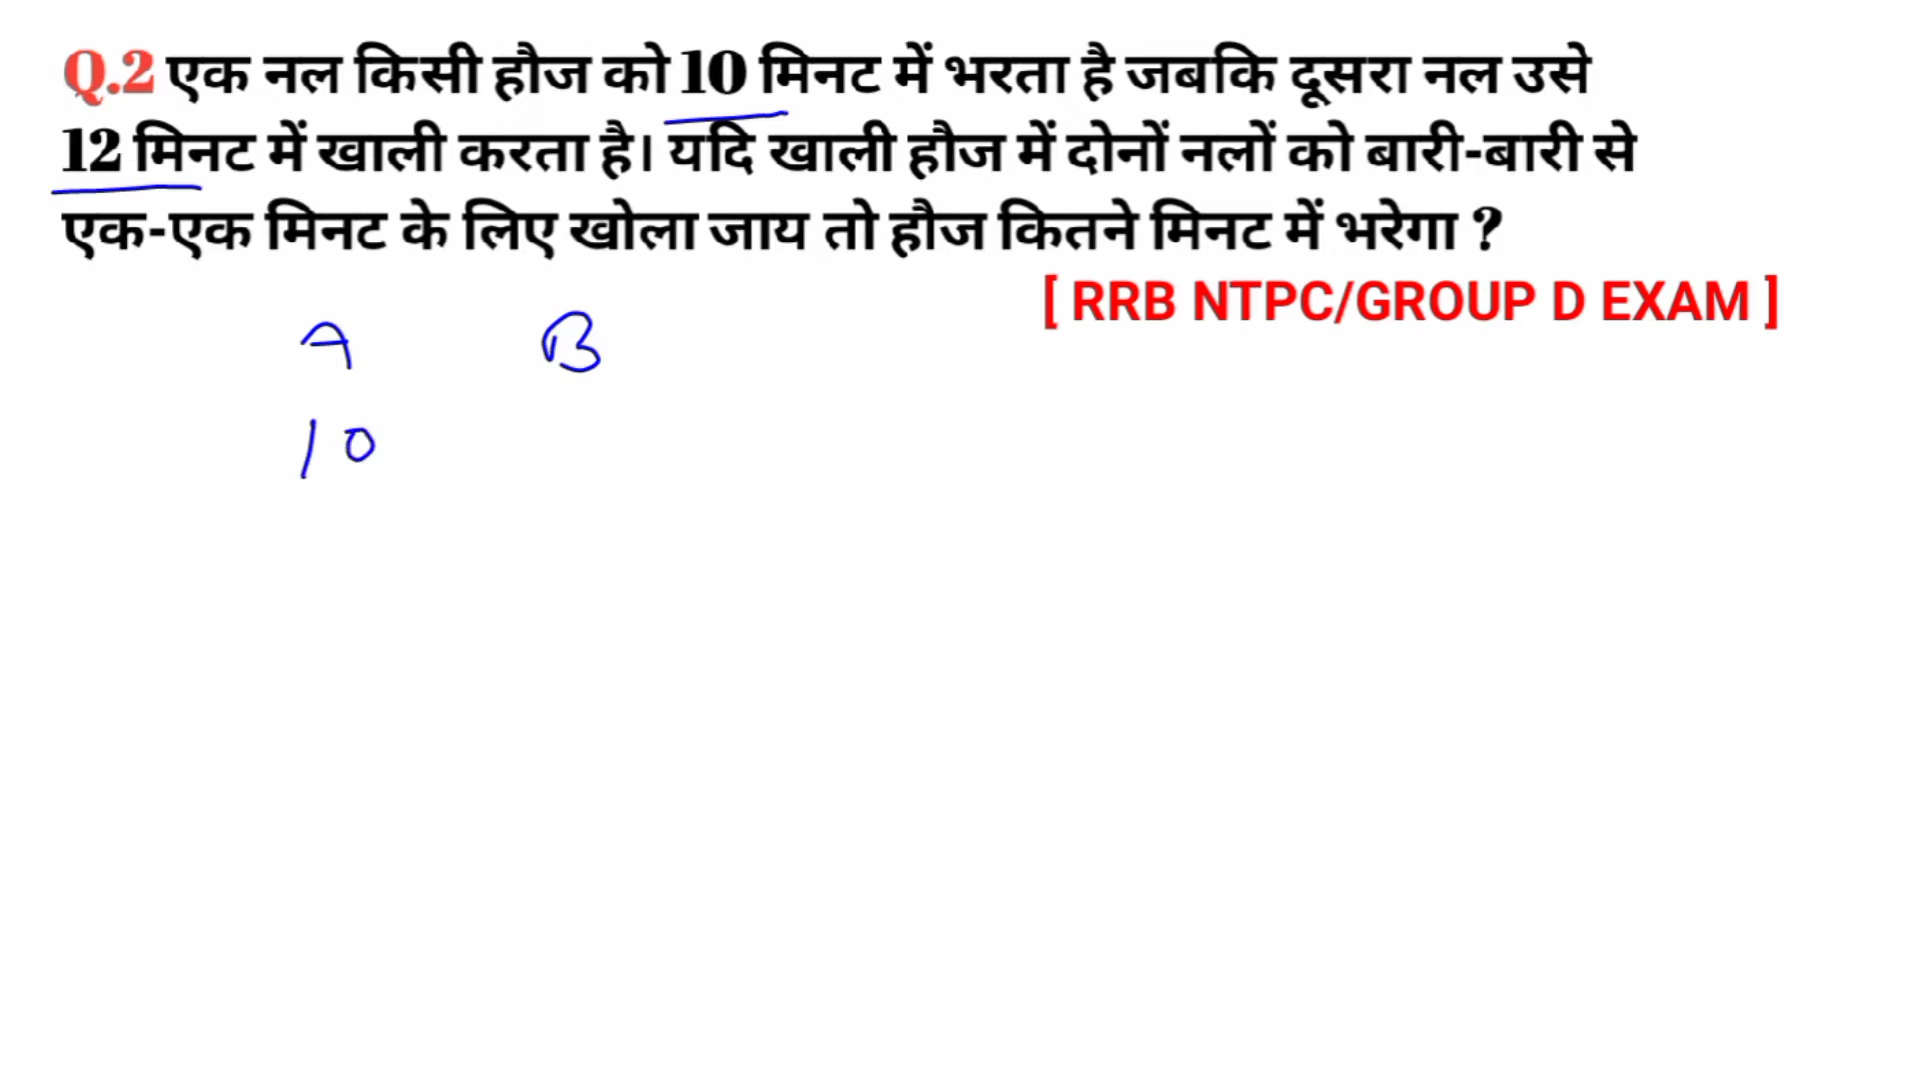 Q.2 एक नल किसी हौज को 10 मिनट में भरता है जबकि दूसरा नल उसे
12 मिनट में खाली करता है। यदि खाली हौज में दोनों नलों को बारी-बारी से
एक-एक मिनट के लिए खोला जाय तो हौज कितने मिनट में भरेगा ?
[ RRB NTPC/GROUP D EXAM ]
A B
10